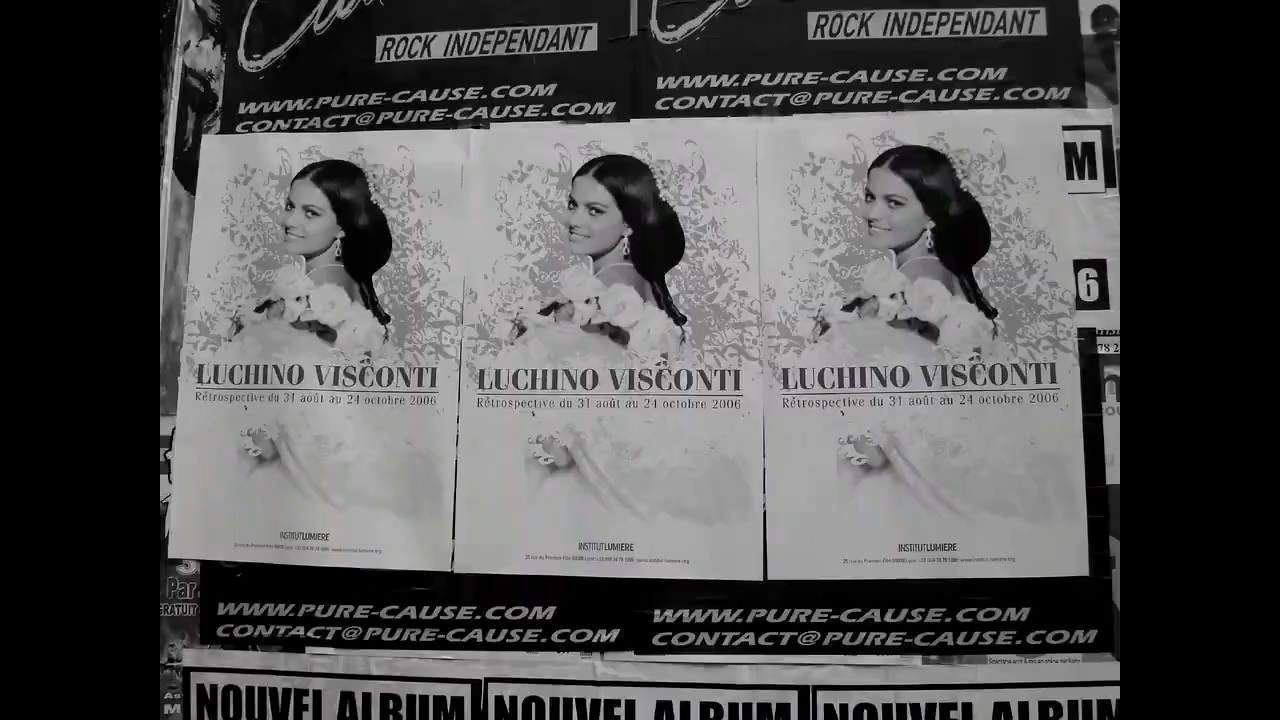 ROCK INDEPENDANT
ROCK INDEPENDANT
WWW.PURE-CAUSE.COM
CONTACT@PURE-CAUSE.COM
WWW.PURE-CAUSE.COM
CONTACT@PURE-CAUSE.COM
M
6
78 2
LUCHINO VISCONTI
Rétrospective du 31 août au 24 octobre 2006
INSTITUTLUMIERE
LUCHINO VISCONTI
Rétrospective du 31 août au 24 octobre 2006
INSTITUTLUMIERE
LUCHINO VISCONTI
Rétrospective du 31 août au 24 octobre 2006
INSTITUTLUMIERE
Par
WWW.PURE-CAUSE.COM
CONTACT@PURE-CAUSE.COM
WWW.PURE-CAUSE.COM
CONTACT@PURE-CAUSE.COM
NOUVEL ALBUM
NOUVEL ALBUM
NOUVEL ALBUM